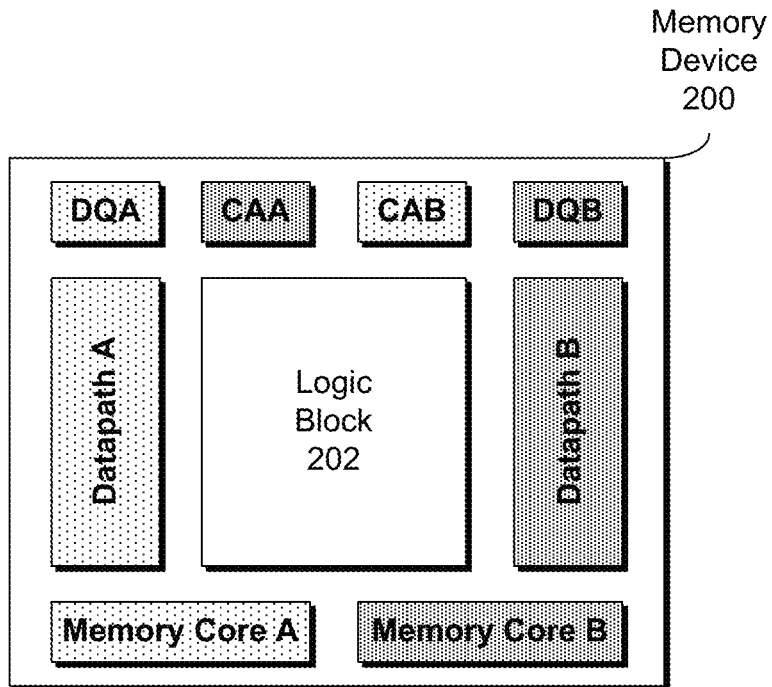 Memory
Device
200
DQA
CAA
CAB
DQB
Datapath A
Logic
Block
202
Datapath B
Memory Core A
Memory Core B